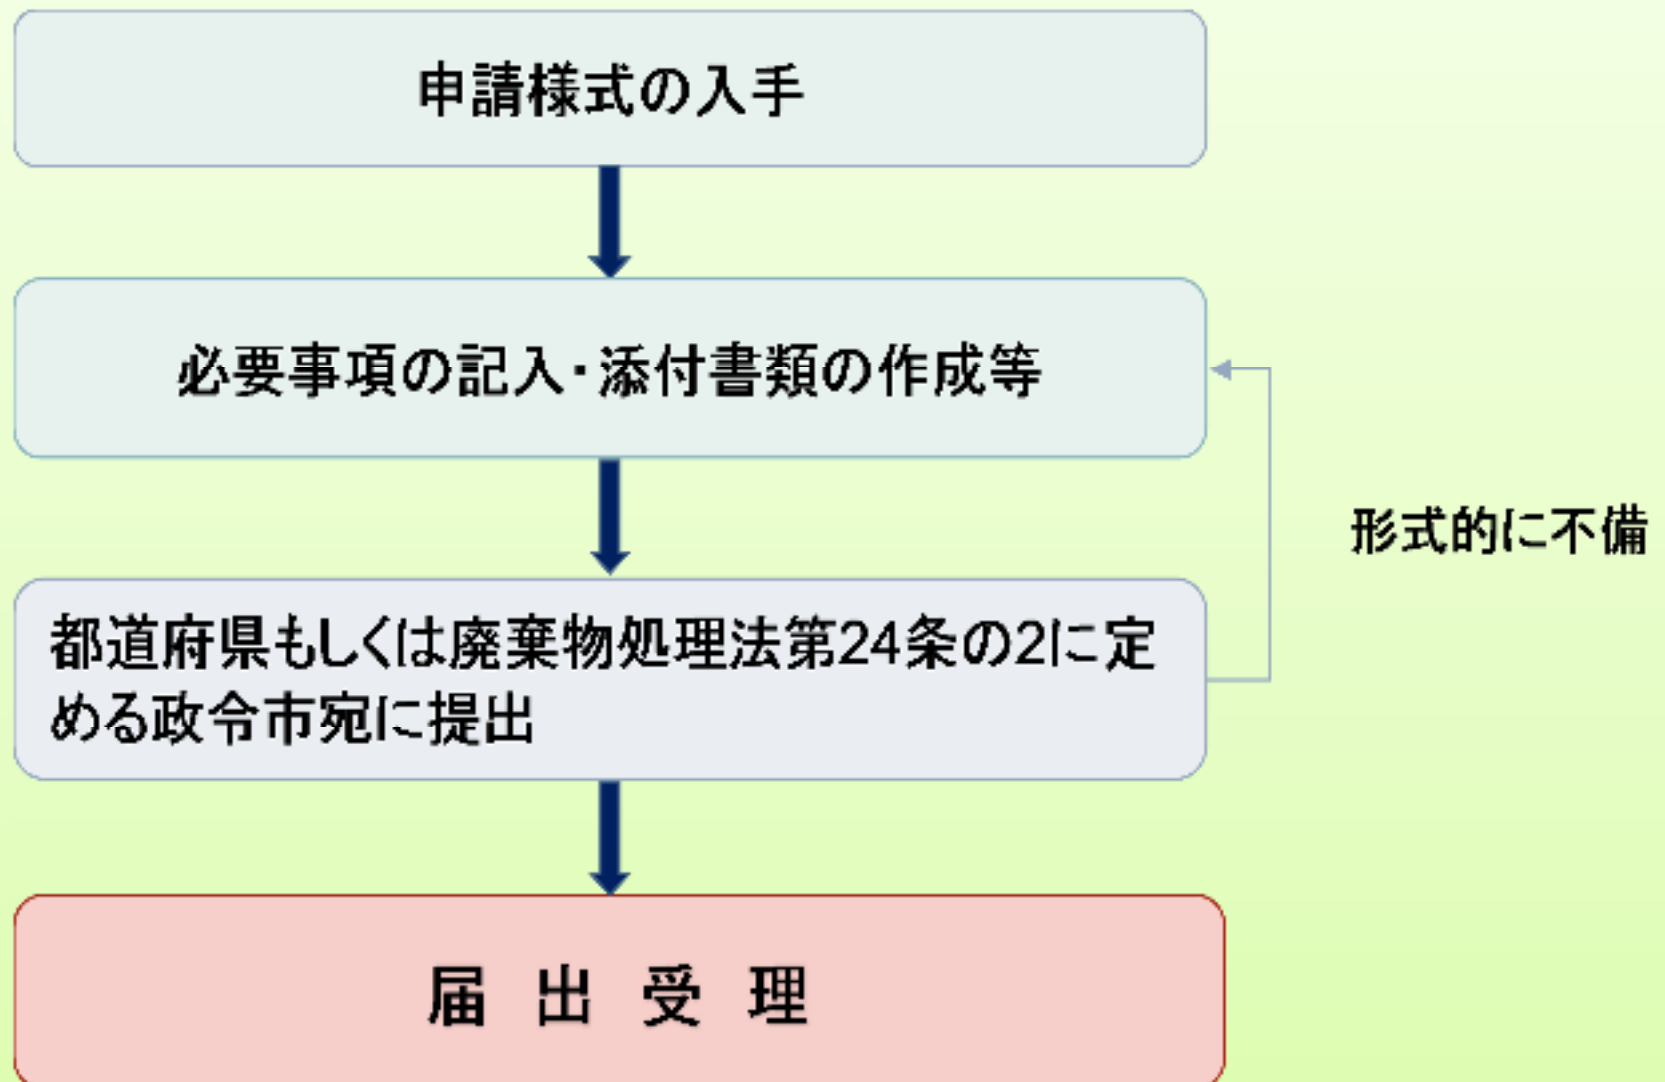 申請様式の入手
必要事項の記入・添付書類の作成等
形式的に不備
都道府県もしくは廃棄物処理法第24条の2に定
める政令市宛に提出
届 出 受 理